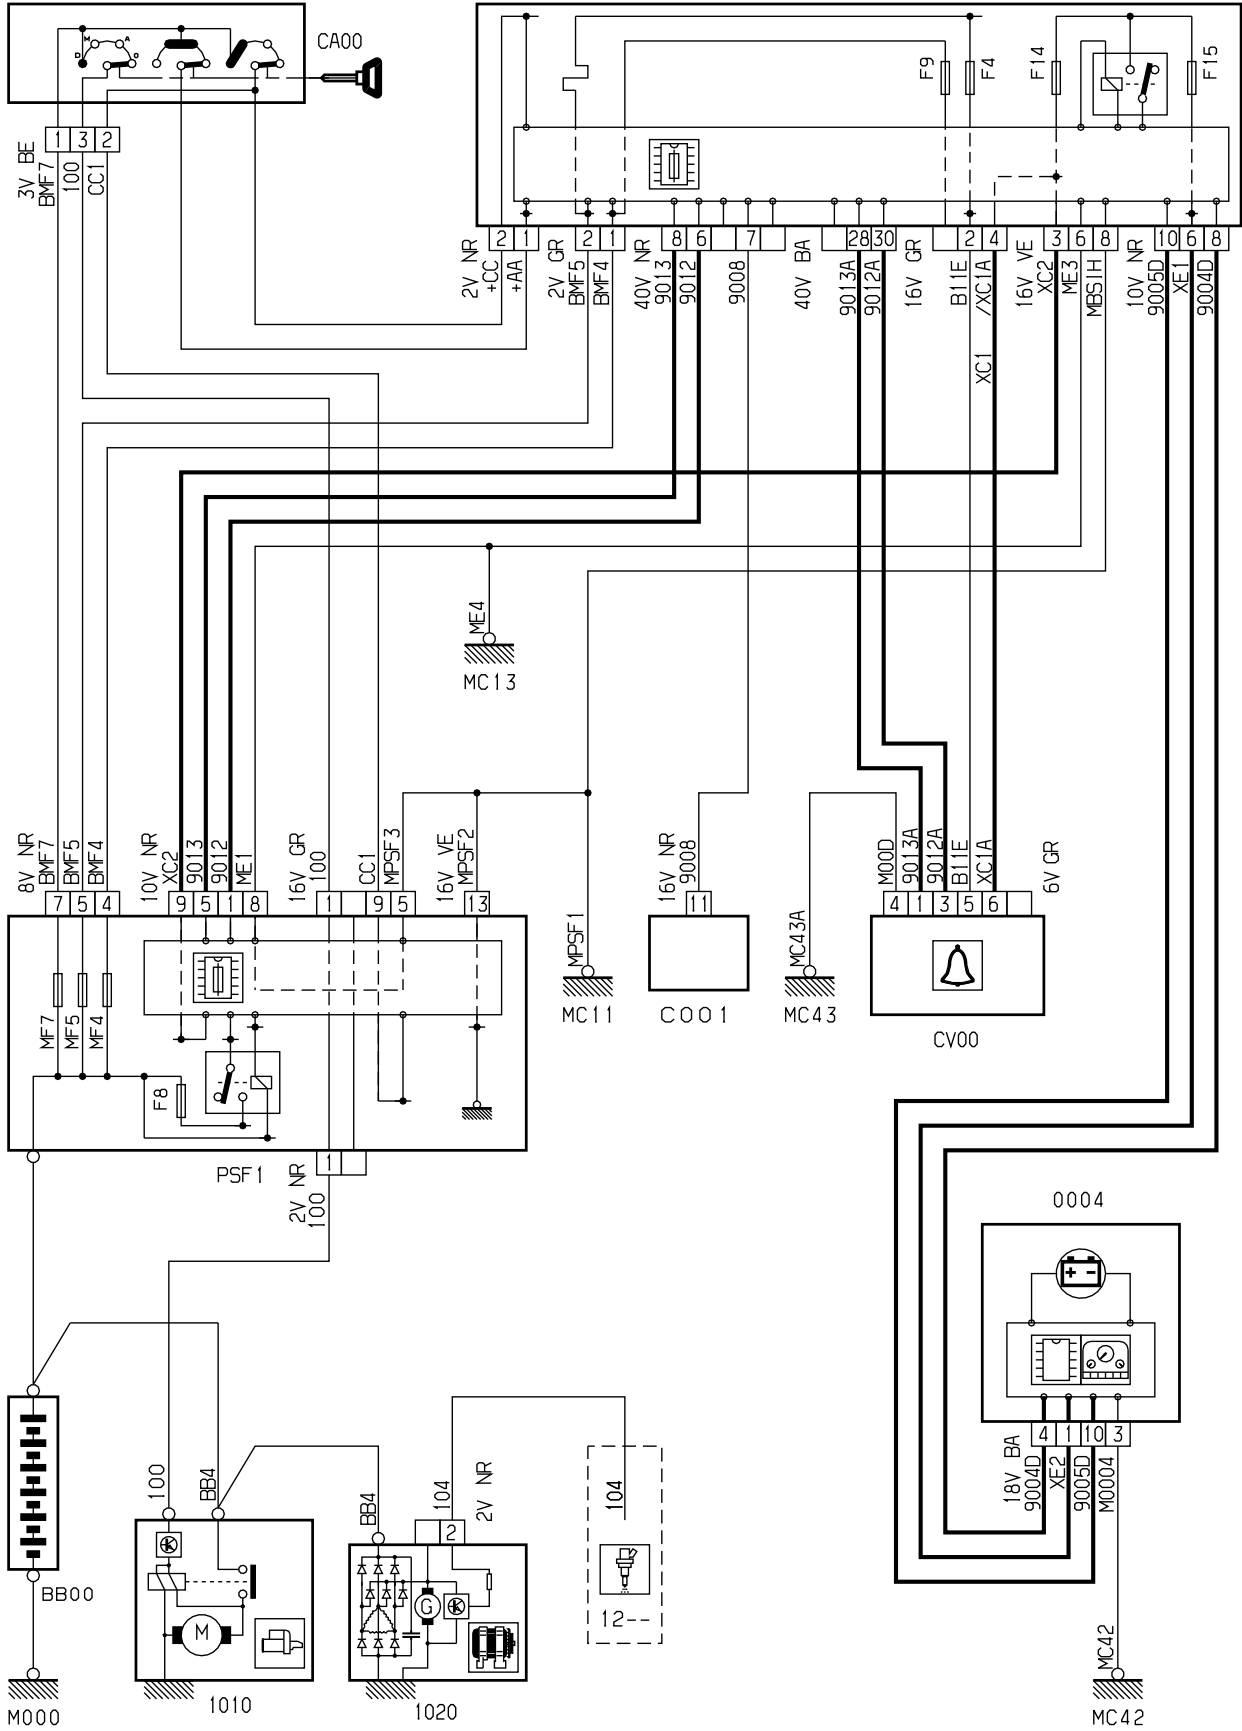 CA00
M A
D D
1 3 2
3V BE
BMF7
100
CC1
F9
F4
F14
F15
2 1 2 1 8 6 7 28 30 2 4 3 6 8 10 6 8
2V NR
+CC
+AA
2V GR
BMF5
BMF4
40V NR
9013
9012
9008
40V BA
9013A
9012A
16V GR
B11E
/XC1A
XC1
16V VE
XC2
ME3
MBS1H
10V NR
9005D
XE1
9004D
ME4
MC13
8V NR
BMF7
BMF5
BMF4
10V NR
XC2
9013
9012
ME1
16V GR
100
CC1
MPSF3
16V VE
MPSF2
16V NR
9008
M00D
9013A
9012A
B11E
XC1A
6V GR
7 5 4 9 5 1 8 1 9 5 13 11 4 1 3 5 6
MPSF1
MC43A
MC11
C001
MC43
CV00
MF7
MF5
MF4
F8
PSF1
1
2V NR
100
0004
+ -
4 1 10 3
18V BA
9004D
XE2
9005D
M0004
100
BB4
BB4
104
2
2V NR
104
12--
BB00
M
G
M000
1010
1020
MC42
MC42